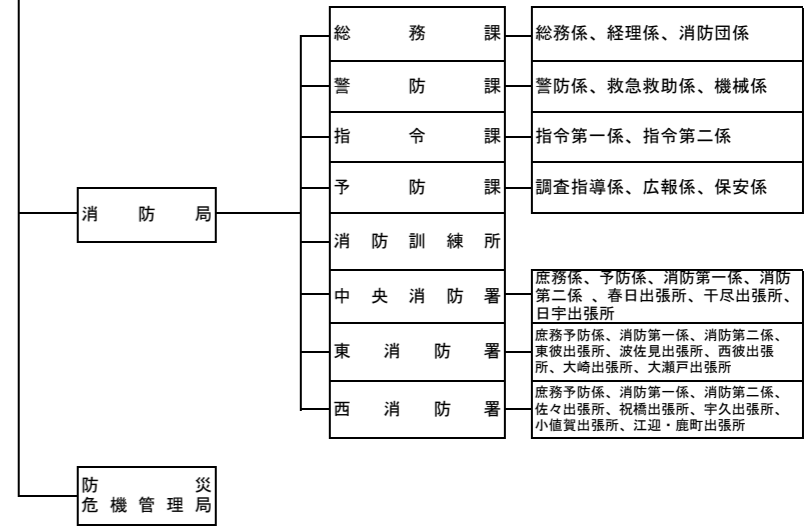 総務課
総務係、経理係、消防団係
警防課
警防係、救急救助係、機械係
指令課
指令第一係、指令第二係
予防課
調査指導係、広報係、保安係
消防局
消防訓練所
中央消防署
庶務係、予防係、消防第一係、消防
第二係 、春日出張所、干尽出張所、
日宇出張所
東消防署
庶務予防係、消防第一係、消防第二係、
東彼出張所、波佐見出張所、西彼出張
所、大崎出張所、大瀬戸出張所
西消防署
庶務予防係、消防第一係、消防第二係、
佐々出張所、祝橋出張所、宇久出張所、
小値賀出張所、江迎・鹿町出張所
防災
危機管理局